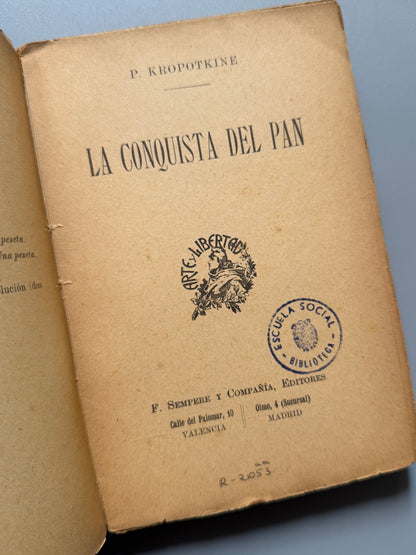 peseta.
Una peseta.
olución (dos
P. KROPOTKINE
LA CONQUISTA DEL PAN
ARTE Y LIBERTAD
ESCUELA SOCIAL
BIBLIOTECA
F. SEMPERE Y COMPAÑÍA, EDITORES
Calle del Palomar, 10
VALENCIA
Olmo, 4 (Sucursal)
MADRID
R-2053